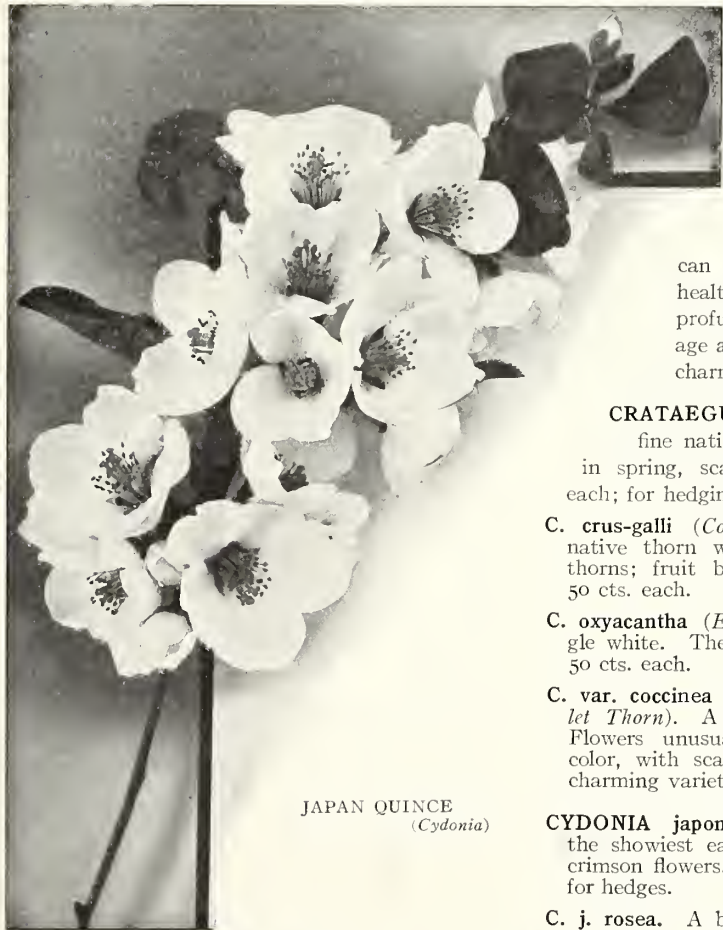 can
healt
profu
age a
charn
CRATAEGU
fine nati
in spring, sca
each; for hedgin
C. crus-galli (Co
native thorn w
thorns; fruit b
50 cts. each.
C. oxyacantha (E
gle white. The
50 cts. each.
C. var. coccinea
let Thorn). A
Flowers unusua
color, with sca
charming variet
CYDONIA japon
the showiest ea
crimson flowers.
for hedges.
C. j. rosea. A b
JAPAN QUINCE
(Cydonia)